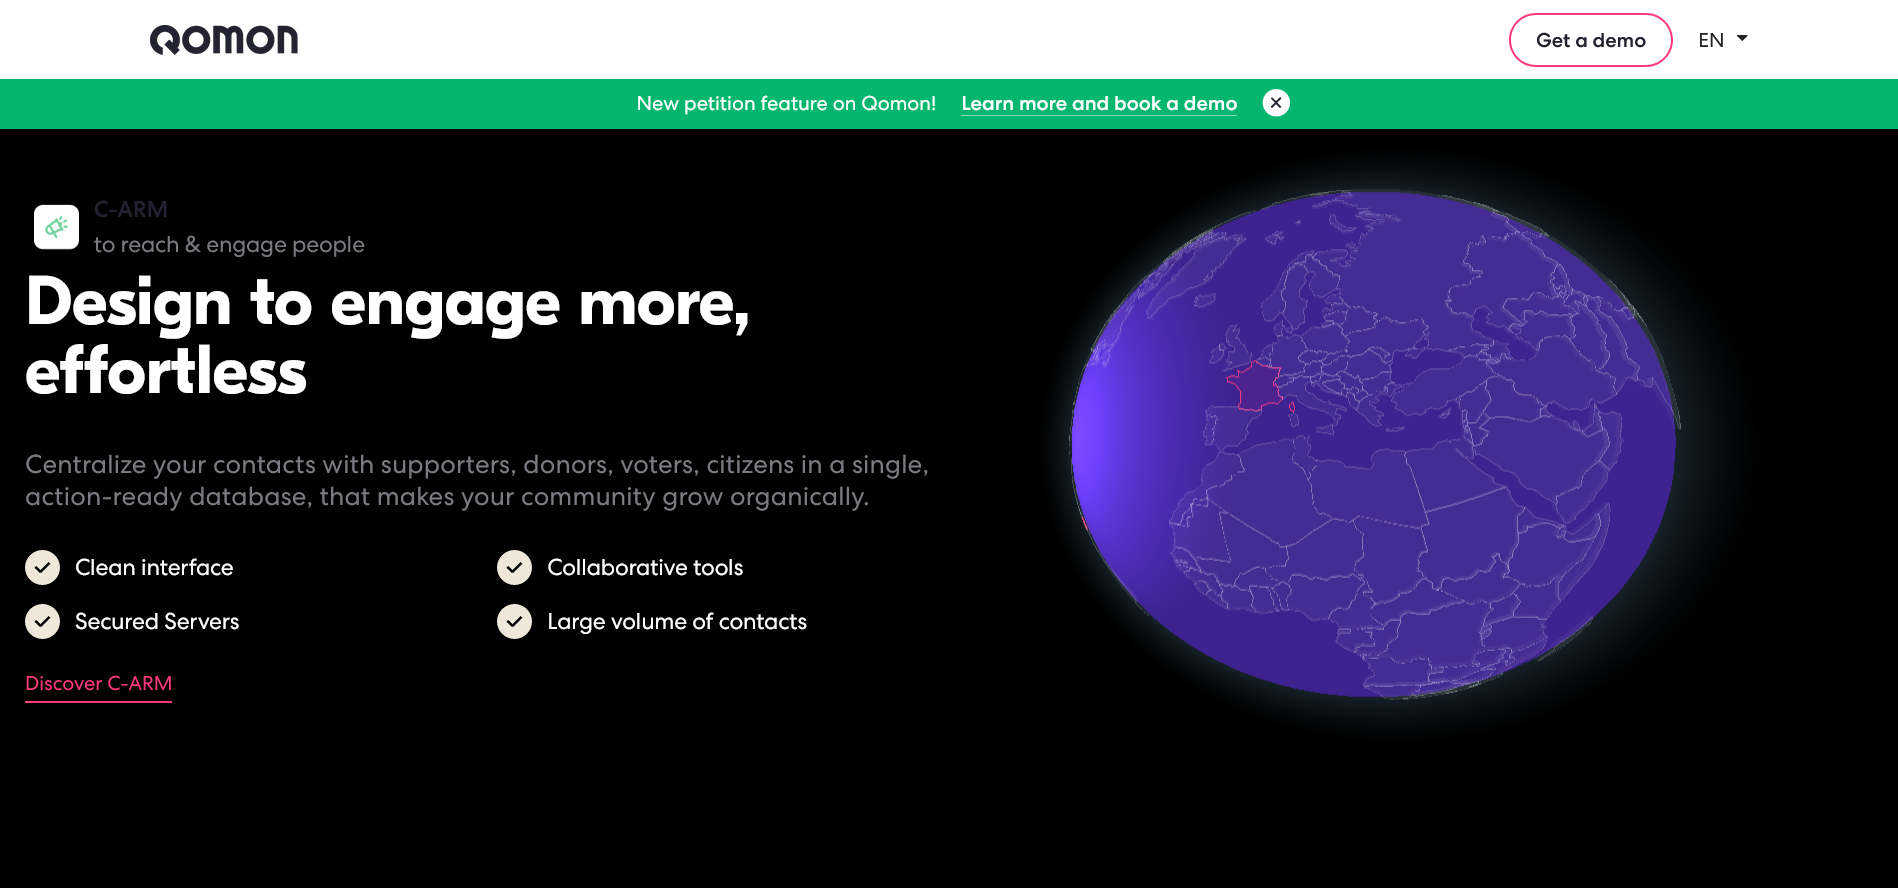 Qomon
Get a demo
EN
New petition feature on Qomon! Learn more and book a demo
C-ARM
to reach & engage people
Design to engage more,
effortless
Centralize your contacts with supporters, donors, voters, citizens in a single,
action-ready database, that makes your community grow organically.
Clean interface
Collaborative tools
Secured Servers
Large volume of contacts
Discover C-ARM